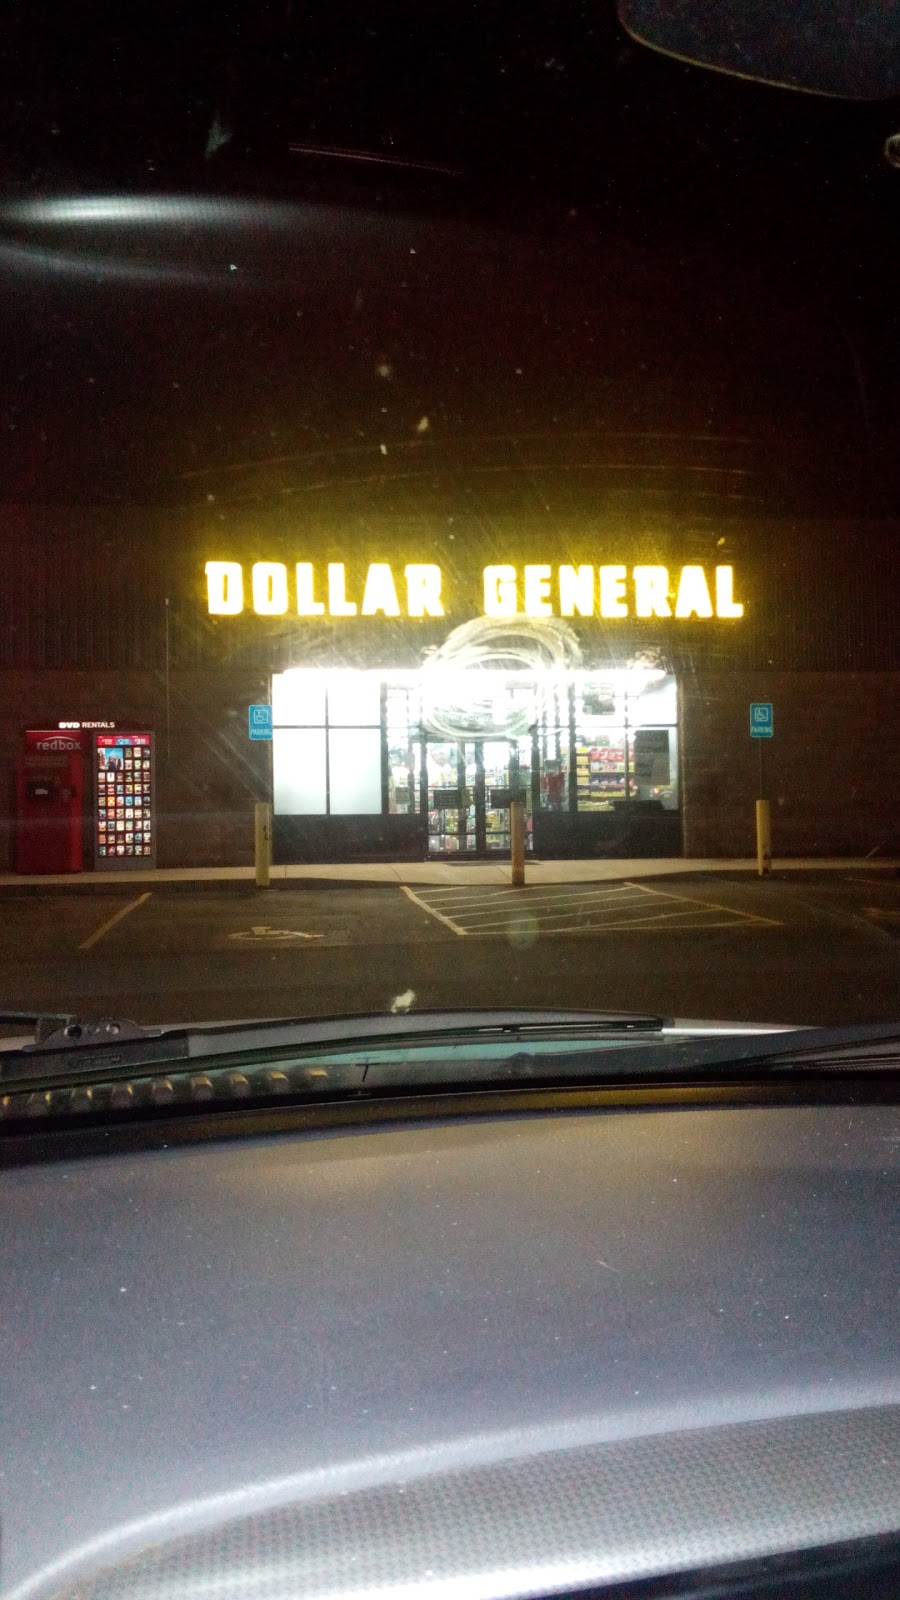 DOLLAR GENERAL
DVD RENTALS
redbox
PARKING
PARKING